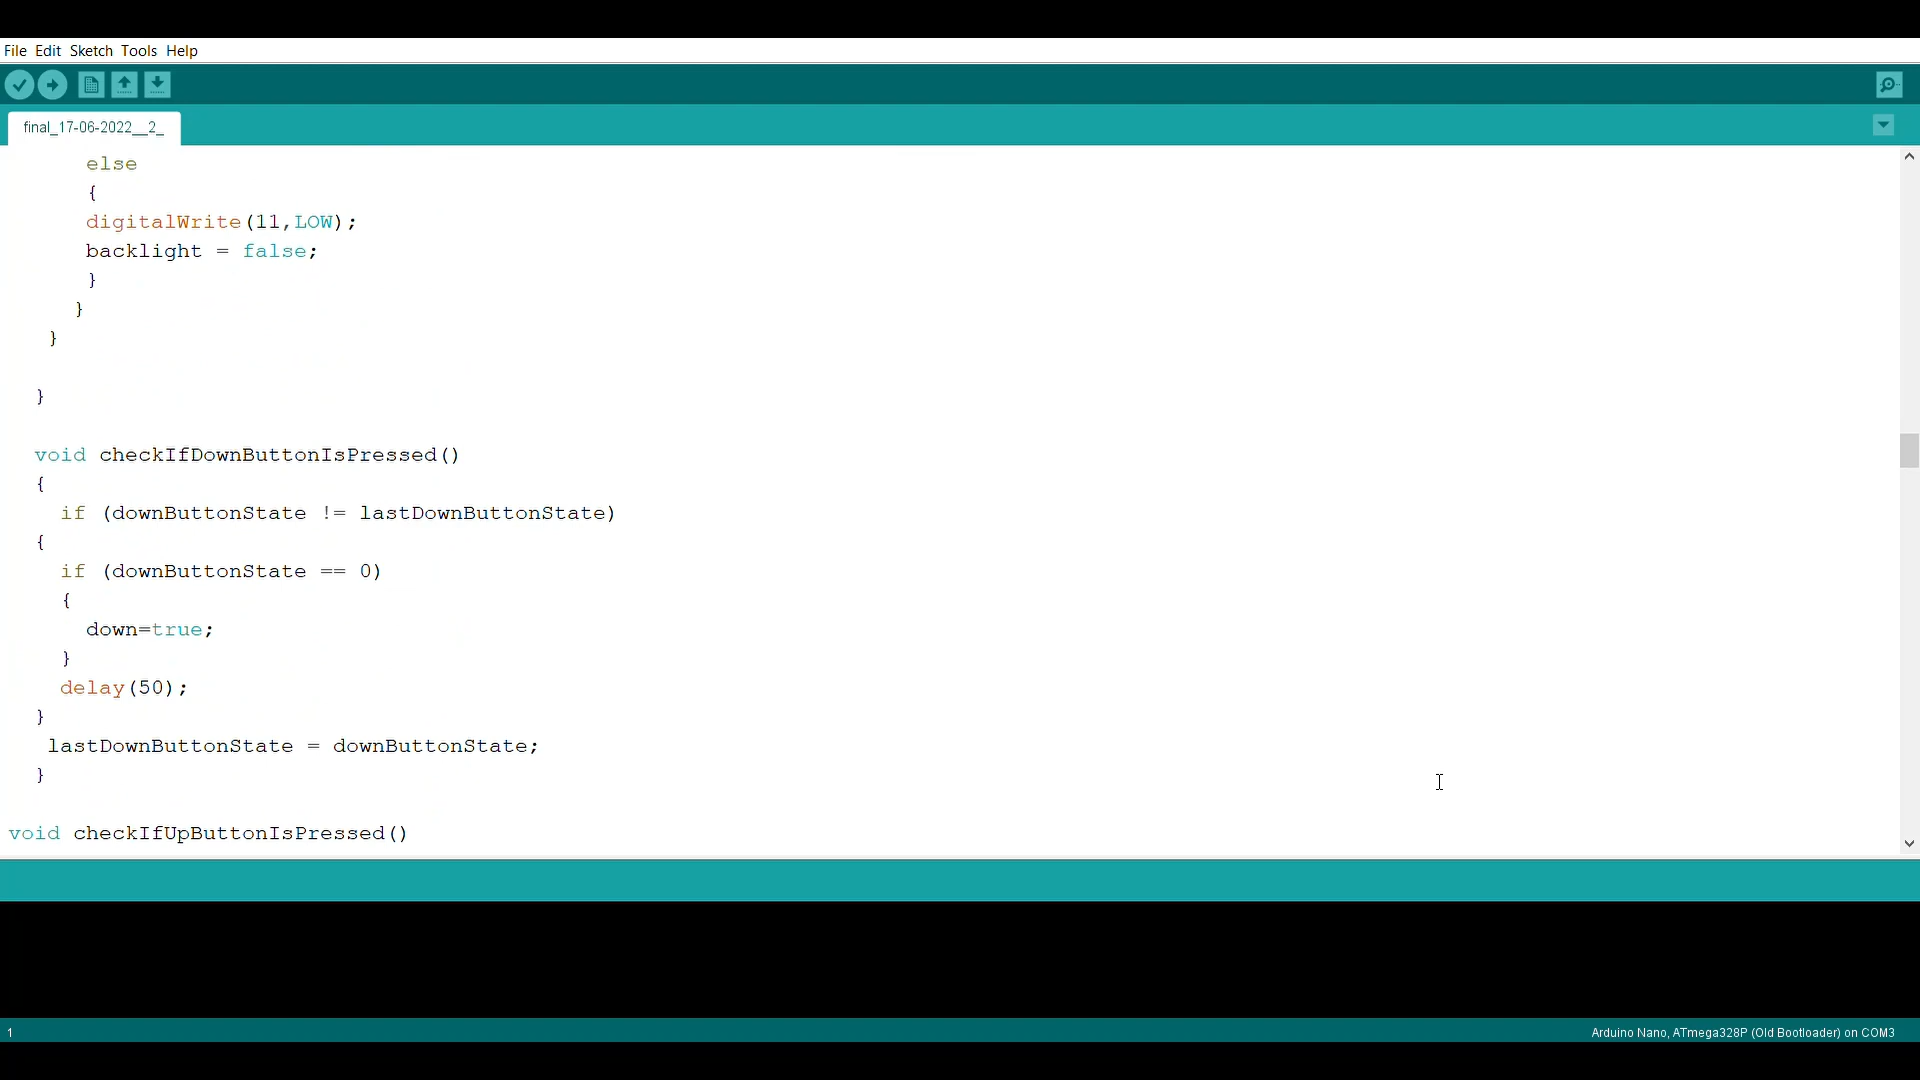 File Edit Sketch Tools Help
final_17-06-2022__2_
else
{
digitalWrite(11,LOW);
backlight = false;
}
}
}
}
void checkIfDownButtonIsPressed()
{
if (downButtonState != lastDownButtonState)
{
if (downButtonState == 0)
{
down=true;
}
delay(50);
}
lastDownButtonState = downButtonState;
}
void checkIfUpButtonIsPressed()
1
Arduino Nano, ATmega328P (Old Bootloader) on COM3